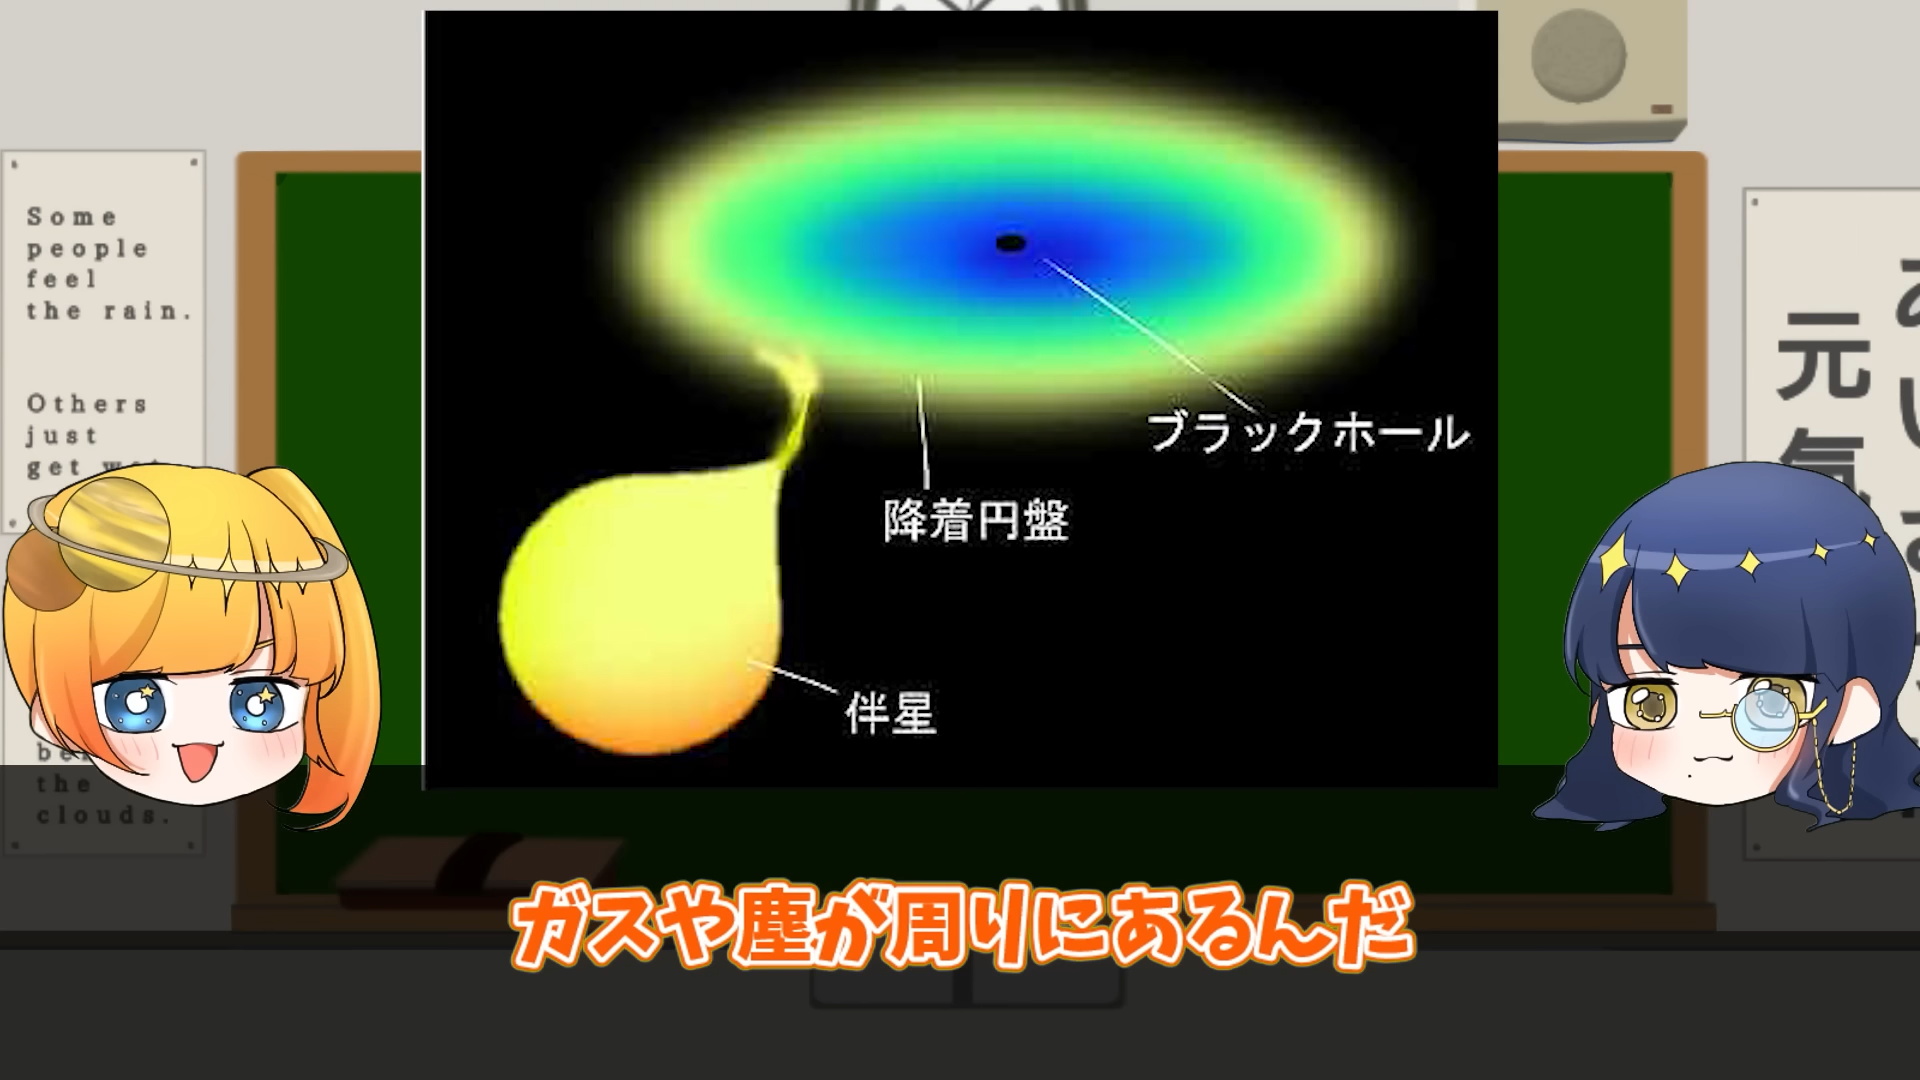 Some
people
feel
the rain.
Others
just
get
the
clouds.
ブラックホール
降着円盤
伴星
元気
ガスや塵が周りにあるんだ